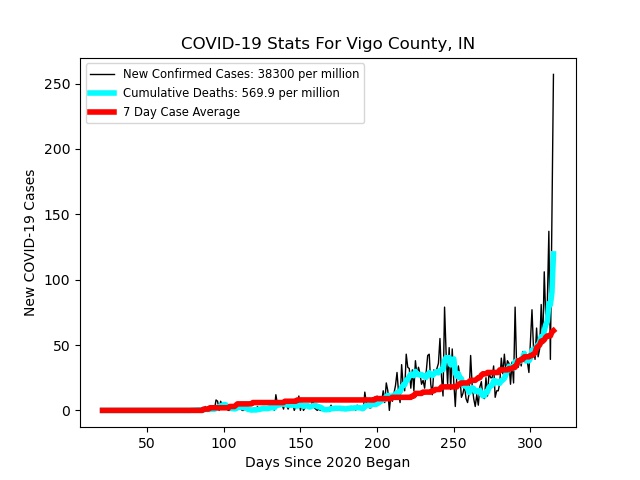 COVID-19 Stats For Vigo County, IN
New Confirmed Cases: 38300 per million
Cumulative Deaths: 569.9 per million
7 Day Case Average
New COVID-19 Cases
250
200
150
100
50
0
50 100 150 200 250 300
Days Since 2020 Began